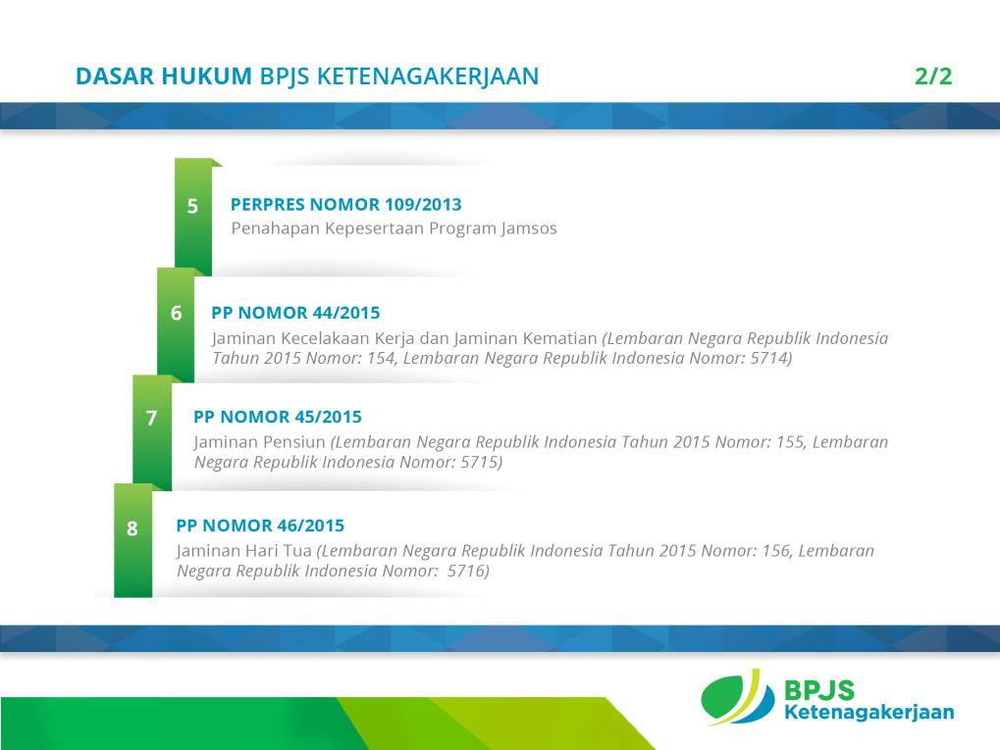 DASAR HUKUM BPJS KETENAGAKERJAAN
2/2
5
PERPRES NOMOR 109/2013
Penahapan Kepesertaan Program Jamsos
6
PP NOMOR 44/2015
Jaminan Kecelakaan Kerja dan Jaminan Kematian (Lembaran Negara Republik Indonesia
Tahun 2015 Nomor: 154, Lembaran Negara Republik Indonesia Nomor: 5714)
7
PP NOMOR 45/2015
Jaminan Pensiun (Lembaran Negara Republik Indonesia Tahun 2015 Nomor: 155, Lembaran
Negara Republik Indonesia Nomor: 5715)
8
PP NOMOR 46/2015
Jaminan Hari Tua (Lembaran Negara Republik Indonesia Tahun 2015 Nomor: 156, Lembaran
Negara Republik Indonesia Nomor:  5716)
BPJS
Ketenagakerjaan